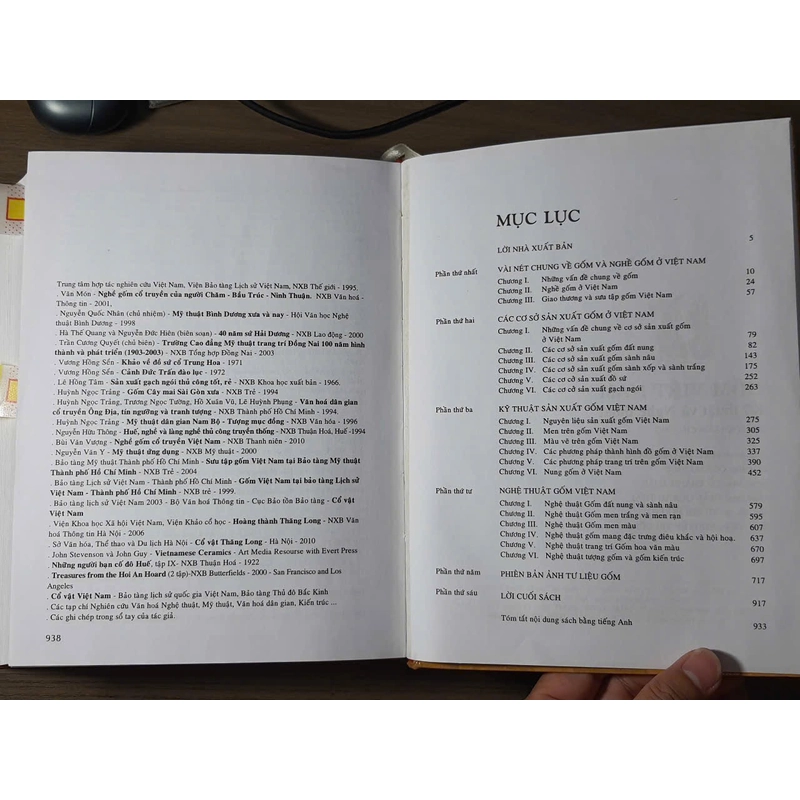 Trung tâm hợp tác nghiên cứu Việt Nam, Viện Bảo tàng Lịch sử Việt Nam, NXB Thế giới - 1995.
. Văn Món - Nghề gốm cổ truyền của người Chăm - Bầu Trúc - Ninh Thuận, NXB Văn hoá -
Thông tin - 2001,
. Nguyễn Quốc Nhân (chủ nhiệm) - Mỹ thuật Bình Dương xưa và nay - Hội Văn học Nghệ
thuật Bình Dương - 1998
. Hà Thế Quang và Nguyễn Đức Hiên (biên soạn) - 40 năm sứ Hải Dương - NXB Lao động - 2000
. Trần Cương Quyết (chủ biên) - Trường Cao đẳng Mỹ thuật trang trí Đồng Nai 100 năm hình
thành và phát triển (1903-2003) - NXB Tổng hợp Đồng Nai - 2003
. Vương Hồng Sển - Khảo về đồ sứ cổ Trung Hoa - 1971
. Vương Hồng Sển - Cảnh Đức Trấn đào lục - 1972
. Lê Hồng Tâm - Sản xuất gạch ngói thủ công tốt, rẻ - NXB Khoa học xuất bản - 1966.
. Huỳnh Ngọc Trảng - Gốm Cây mai Sài Gòn xưa - NXB Trẻ - 1994
. Huỳnh Ngọc Trảng, Trương Ngọc Tường, Hồ Xuân Vũ, Lê Huỳnh Phụng - Văn hoá dân gian
cổ truyền Ông Địa, tín ngưỡng và tranh tượng - NXB Thành phố Hồ Chí Minh - 1994.
. Huỳnh Ngọc Trảng - Mỹ thuật dân gian Nam Bộ - Tượng mục đồng - NXB Văn hóa - 1996
. Nguyễn Hữu Thông - Huế, nghề và làng nghề thủ công truyền thống - NXB Thuận Hoá, Huế -1994
. Bùi Văn Vượng - Nghề gốm cổ truyền Việt Nam - NXB Thanh niên - 2010
. Nguyễn Văn Y - Mỹ thuật ứng dụng - NXB Mỹ thuật - 2000
. Bảo tàng Mỹ thuật Thành phố Hồ Chí Minh - Sưu tập gốm Việt Nam tại Bảo tàng Mỹ thuật
Thành phố Hồ Chí Minh - NXB Trẻ - 2004
. Bảo tàng Lịch sử Việt Nam - Thành phố Hồ Chí Minh - Gốm Việt Nam tại bảo tàng Lịch sử
Việt Nam - Thành phố Hồ Chí Minh - NXB trẻ - 1999.
. Bảo tàng lịch sử Việt Nam 2003 - Bộ Văn hoá Thông tin - Cục Bảo tồn Bảo tàng - Cổ vật
Việt Nam
. Viện Khoa học Xã hội Việt Nam, Viện Khảo cổ học - Hoàng thành Thăng Long - NXB Văn
hoá Thông tin Hà Nội - 2006
. Sở Văn hóa, Thể thao và Du lịch Hà Nội - Cổ vật Thăng Long - Hà Nội - 2010
. John Stevenson và John Guy - Vietnamese Ceramics - Art Media Resourse with Evert Press
. Những người bạn cố đô Huế, tập IX- NXB Thuận Hoá - 1922
. Treasures from the Hoi An Hoard (2 tập)-NXB Butterfields - 2000 - San Francisco and Los
Angeles
. Cổ vật Việt Nam - Bảo tàng lịch sử quốc gia Việt Nam, Bảo tàng Thủ đô Bắc Kinh
. Các tạp chí Nghiên cứu Văn hoá Nghệ thuật, Mỹ thuật, Văn hoá dân gian, Kiến trúc ...
. Các ghi chép trong sổ tay của tác giả.
938
MỤC LỤC
LỜI NHÀ XUẤT BẢN 5
Phần thứ nhất VÀI NÉT CHUNG VỀ GỐM VÀ NGHỀ GỐM Ở VIỆT NAM
Chương I. Những vấn đề chung về gốm 10
Chương II. Nghề gốm ở Việt Nam 24
Chương III. Giao thương và sưu tập gốm Việt Nam 57
Phần thứ hai CÁC CƠ SỞ SẢN XUẤT GỐM Ở VIỆT NAM
Chương I. Những vấn đề chung về cơ sở sản xuất gốm
ở Việt Nam 79
Chương II. Các cơ sở sản xuất gốm đất nung 82
Chương III. Các cơ sở sản xuất gốm sành nâu 143
Chương IV. Các cơ sở sản xuất gốm sành xốp và sành trắng 175
Chương V. Các cơ cở sản xuất đồ sứ 252
Chương VI. Các cơ sở sản xuất gạch ngói 263
Phần thứ ba KỸ THUẬT SẢN XUẤT GỐM VIỆT NAM
Chương I. Nguyên liệu sản xuất gốm Việt Nam 275
Chương II. Men trên gốm Việt Nam 305
Chương III. Màu vẽ trên gốm Việt Nam 325
Chương IV. Các phương pháp thành hình đồ gốm ở Việt Nam 337
Chương V. Các phương pháp trang trí trên gốm Việt Nam 390
Chương VI. Nung gốm ở Việt Nam 452
Phần thứ tư NGHỆ THUẬT GỐM VIỆT NAM
Chương I. Nghệ thuật Gốm đất nung và sành nâu 579
Chương II. Nghệ thuật Gốm men trắng và men rạn 595
Chương III. Nghệ thuật Gốm men màu 607
Chương IV. Nghệ thuật gốm mang đặc trưng điêu khắc và hội hoạ. 637
Chương V. Nghệ thuật trang trí Gốm hoa văn màu 670
Chương VI. Nghệ thuật tượng gốm và gốm kiến trúc 697
Phần thứ năm PHIÊN BẢN ẢNH TƯ LIỆU GỐM 717
Phần thứ sáu LỜI CUỐI SÁCH 917
Tóm tắt nội dung sách bằng tiếng Anh 933